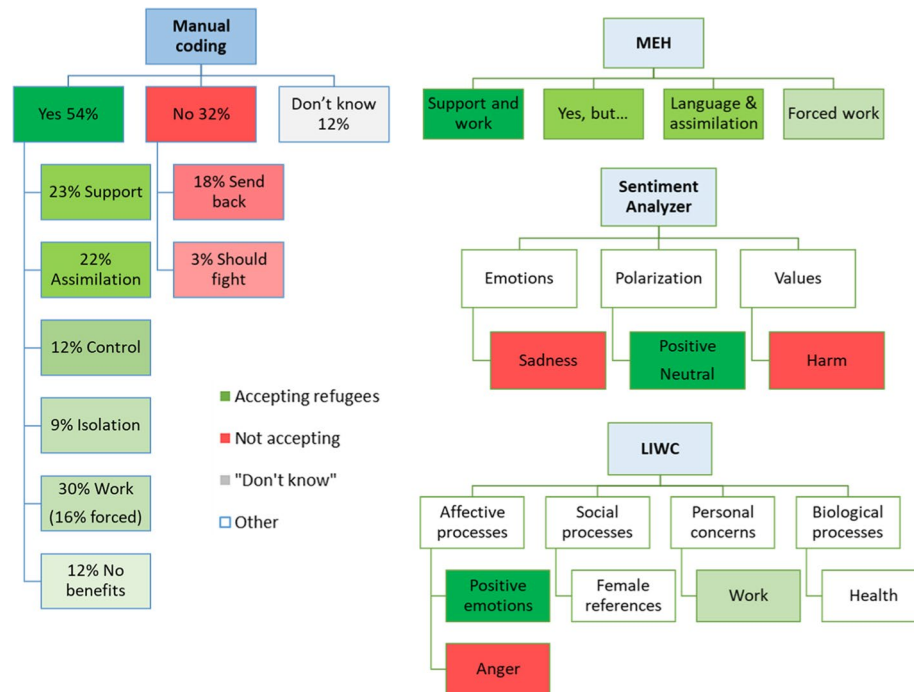 Manual
coding
Yes 54%
No 32%
Don't know
12%
23% Support
22%
Assimilation
12% Control
9% Isolation
30% Work
(16% forced)
12% No
benefits
18% Send
back
3% Should
fight
Accepting refugees
Not accepting
"Don't know"
Other
MEH
Support and
work
Yes, but...
Language &
assimilation
Forced work
Sentiment
Analyzer
Emotions
Polarization
Values
Sadness
Positive
Neutral
Harm
LIWC
Affective
processes
Social
processes
Personal
concerns
Biological
processes
Positive
emotions
Female
references
Work
Health
Anger